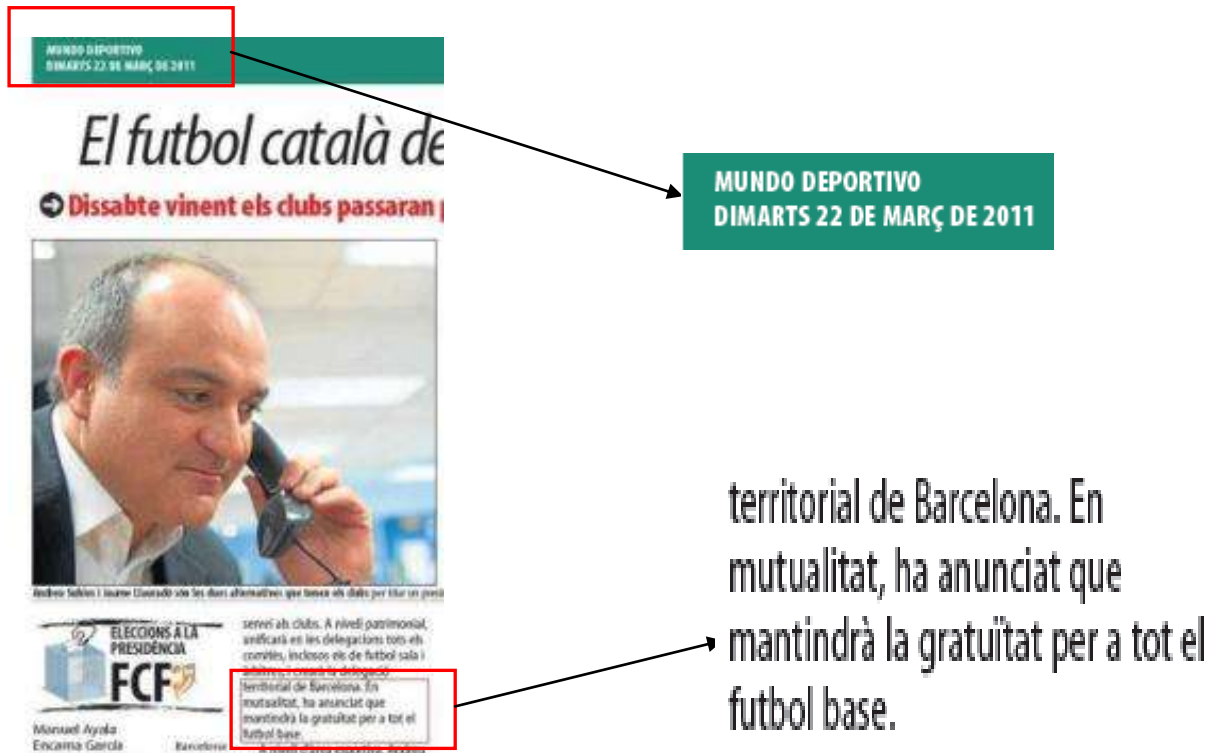 MUNDO DEPORTIVO
DIMARTS 22 DE MARÇ DE 2011
El futbol català de
Dissabte vinent els clubs passaran p
Andreu Subies i Jaume Llauradó són les dues alternatives que tenen els clubs per triar un presi
ELECCIONS A LA
PRESIDÈNCIA
FCF
Manuel Ayala
Encarna García
Barcelona
servei als clubs. A nivell patrimonial,
unificarà en les delegacions tots els
comitès, inclosos els de futbol sala i
àrbitres, i crearà la delegació
territorial de Barcelona. En
mutualitat, ha anunciat que
mantindrà la gratuïtat per a tot el
futbol base.
MUNDO DEPORTIVO
DIMARTS 22 DE MARÇ DE 2011
territorial de Barcelona. En
mutualitat, ha anunciat que
mantindrà la gratuïtat per a tot el
futbol base.